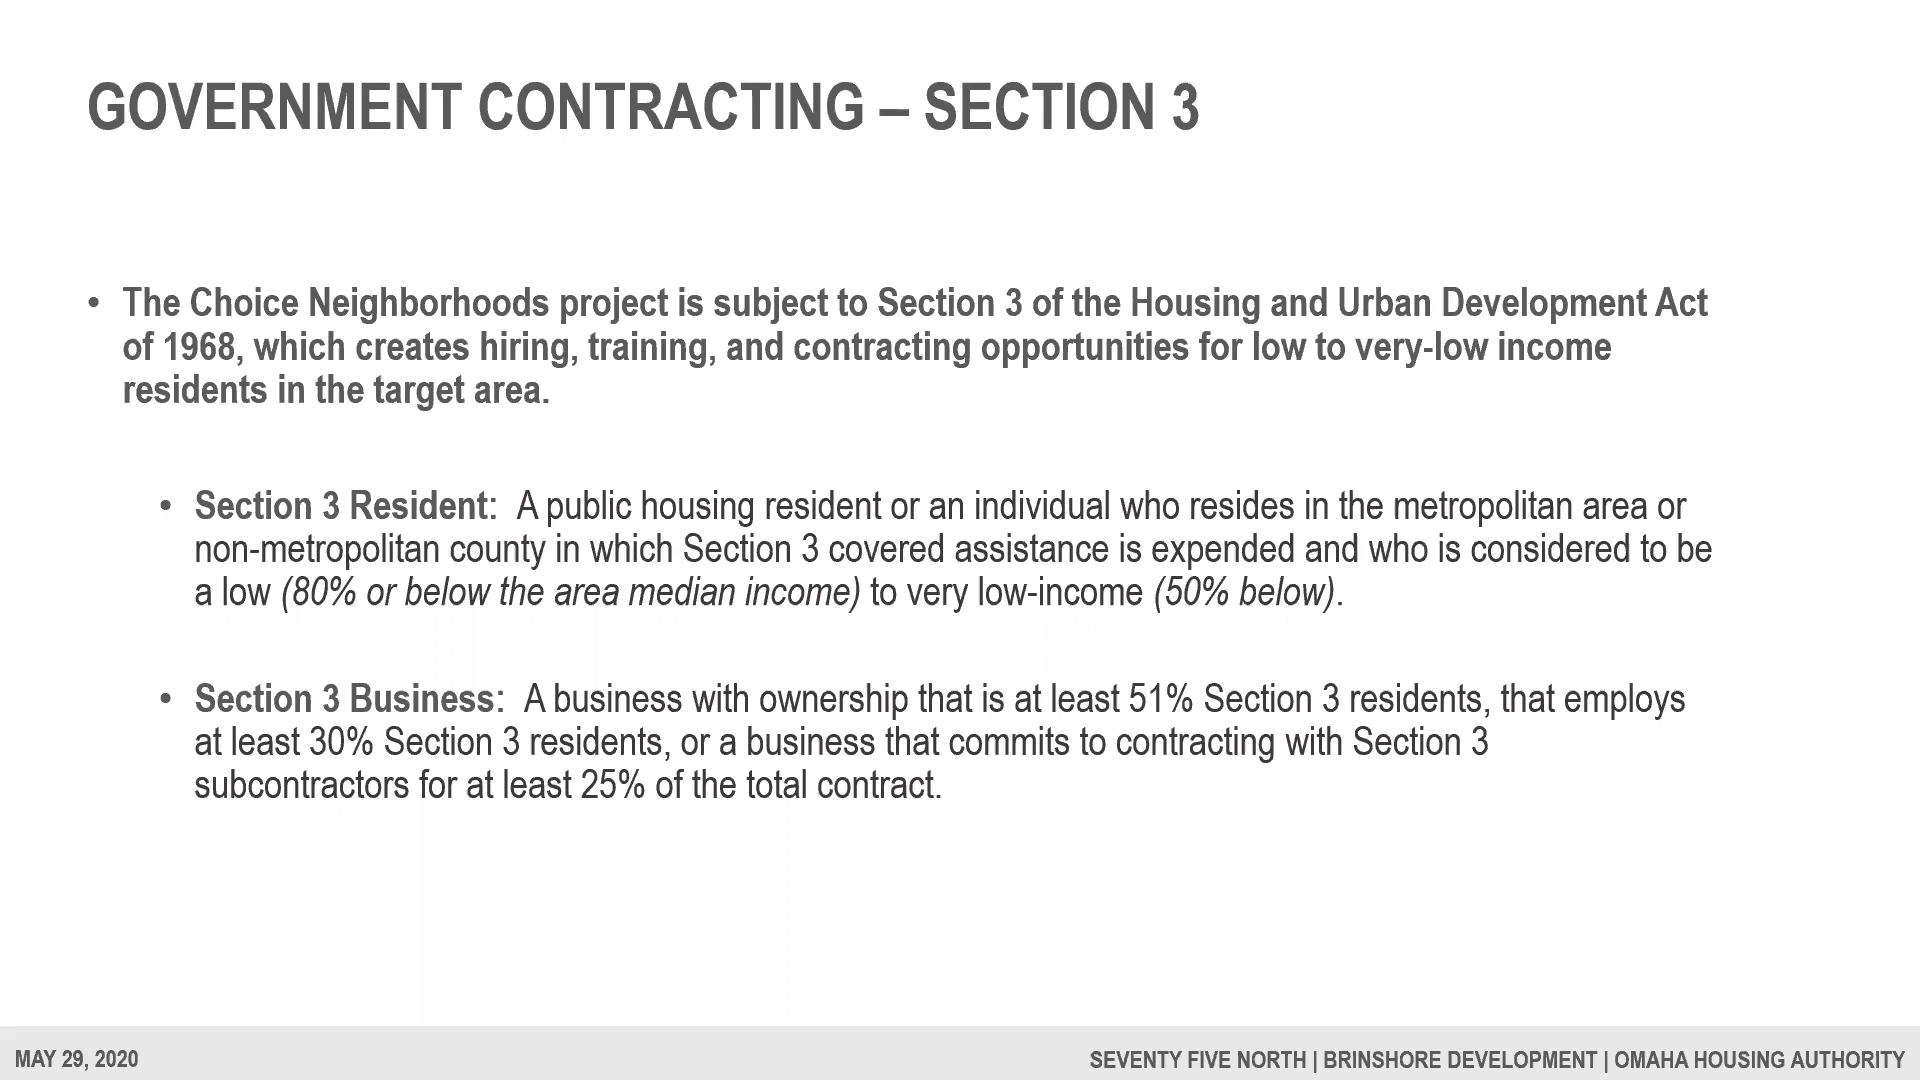 GOVERNMENT CONTRACTING – SECTION 3
• The Choice Neighborhoods project is subject to Section 3 of the Housing and Urban Development Act
of 1968, which creates hiring, training, and contracting opportunities for low to very-low income
residents in the target area.
• Section 3 Resident:  A public housing resident or an individual who resides in the metropolitan area or
non-metropolitan county in which Section 3 covered assistance is expended and who is considered to be
a low (80% or below the area median income) to very low-income (50% below).
• Section 3 Business:  A business with ownership that is at least 51% Section 3 residents, that employs
at least 30% Section 3 residents, or a business that commits to contracting with Section 3
subcontractors for at least 25% of the total contract.
MAY 29, 2020
SEVENTY FIVE NORTH | BRINSHORE DEVELOPMENT | OMAHA HOUSING AUTHORITY